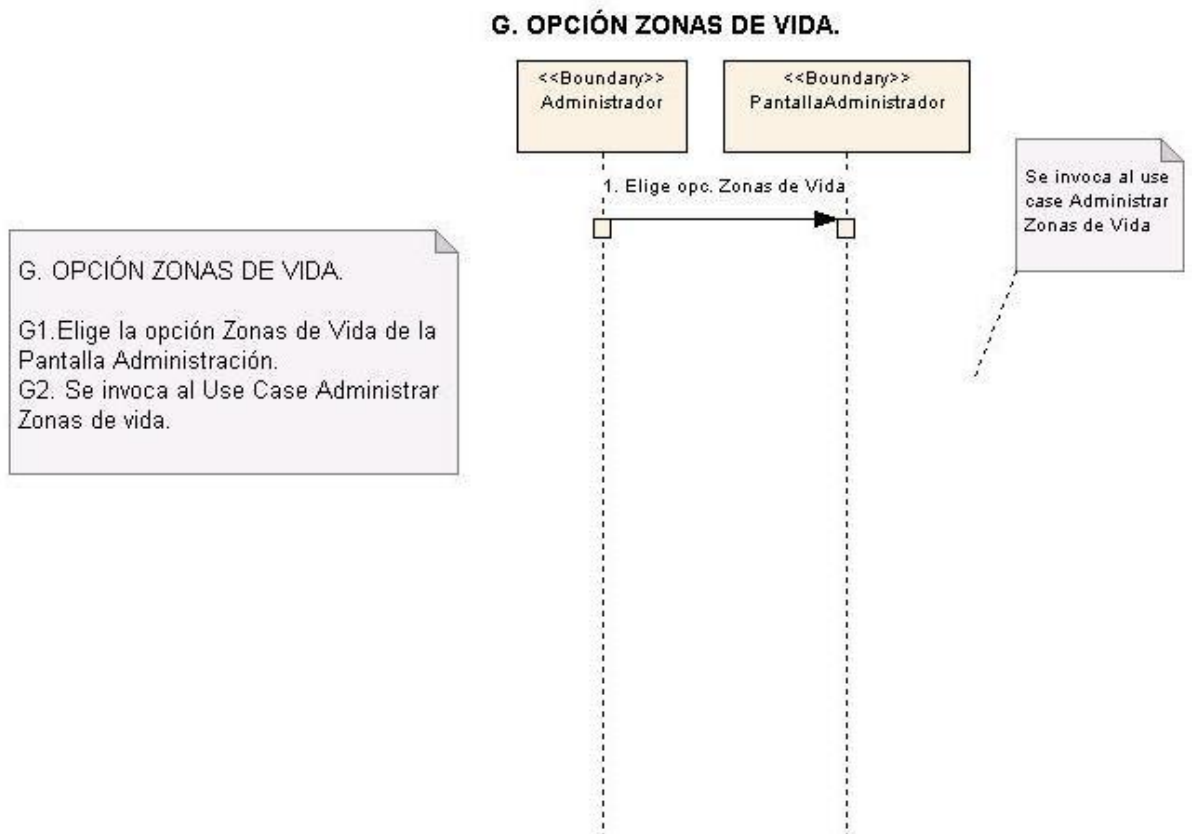 G. OPCIÓN ZONAS DE VIDA.
<<Boundary>>
Administrador
<<Boundary>>
PantallaAdministrador
1. Elige opc. Zonas de Vida
Se invoca al use
case Administrar
Zonas de Vida
G. OPCIÓN ZONAS DE VIDA.
G1.Elige la opción Zonas de Vida de la
Pantalla Administración.
G2. Se invoca al Use Case Administrar
Zonas de vida.